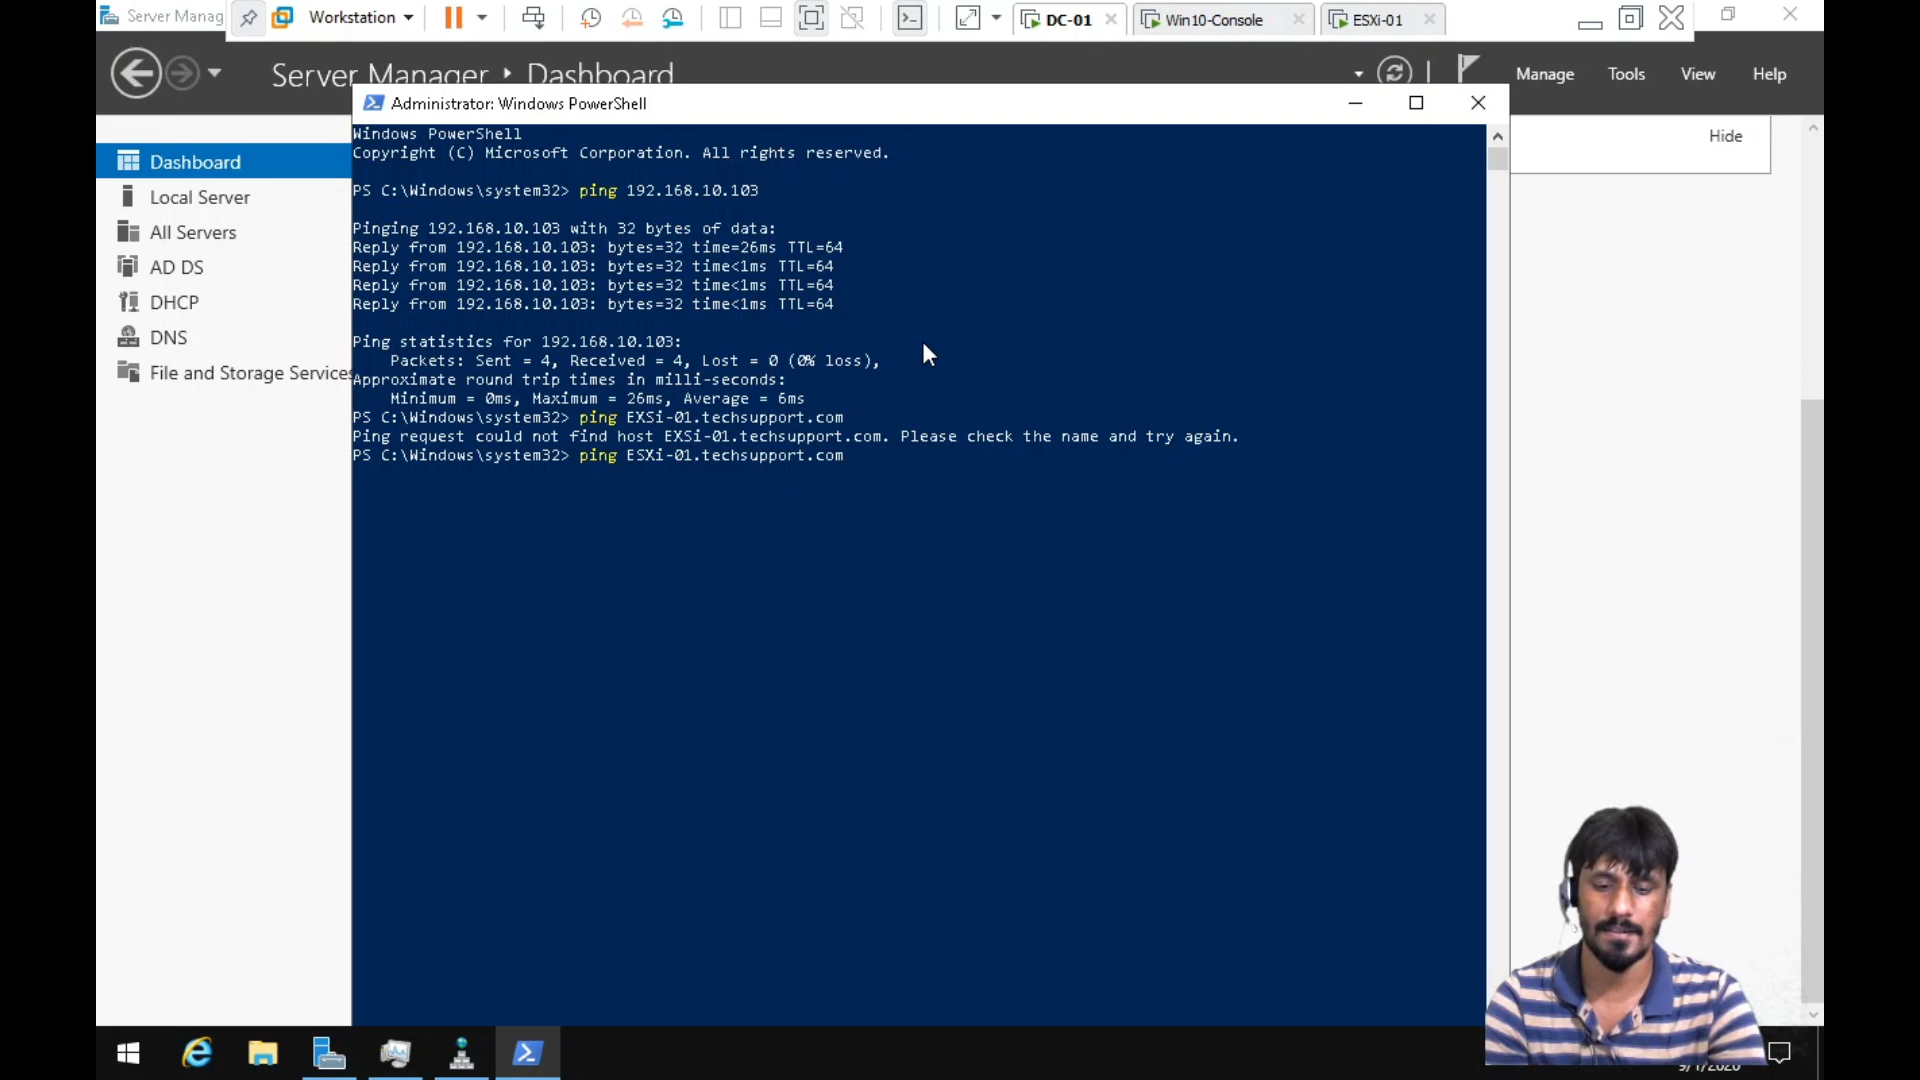 Server Manag
Workstation
DC-01
Win10-Console
ESXi-01
Server Manager
Dashboard
Manage
Tools
View
Help
Administrator: Windows PowerShell
Hide
Dashboard
Local Server
All Servers
AD DS
DHCP
DNS
File and Storage Services
Windows PowerShell
Copyright (C) Microsoft Corporation. All rights reserved.
PS C:\Windows\system32> ping 192.168.10.103
Pinging 192.168.10.103 with 32 bytes of data:
Reply from 192.168.10.103: bytes=32 time=26ms TTL=64
Reply from 192.168.10.103: bytes=32 time<1ms TTL=64
Reply from 192.168.10.103: bytes=32 time<1ms TTL=64
Reply from 192.168.10.103: bytes=32 time<1ms TTL=64
Ping statistics for 192.168.10.103:
Packets: Sent = 4, Received = 4, Lost = 0 (0% loss),
Approximate round trip times in milli-seconds:
Minimum = 0ms, Maximum = 26ms, Average = 6ms
PS C:\Windows\system32> ping EXSi-01.techsupport.com
Ping request could not find host EXSi-01.techsupport.com. Please check the name and try again.
PS C:\Windows\system32> ping ESXi-01.techsupport.com
9/1/2020